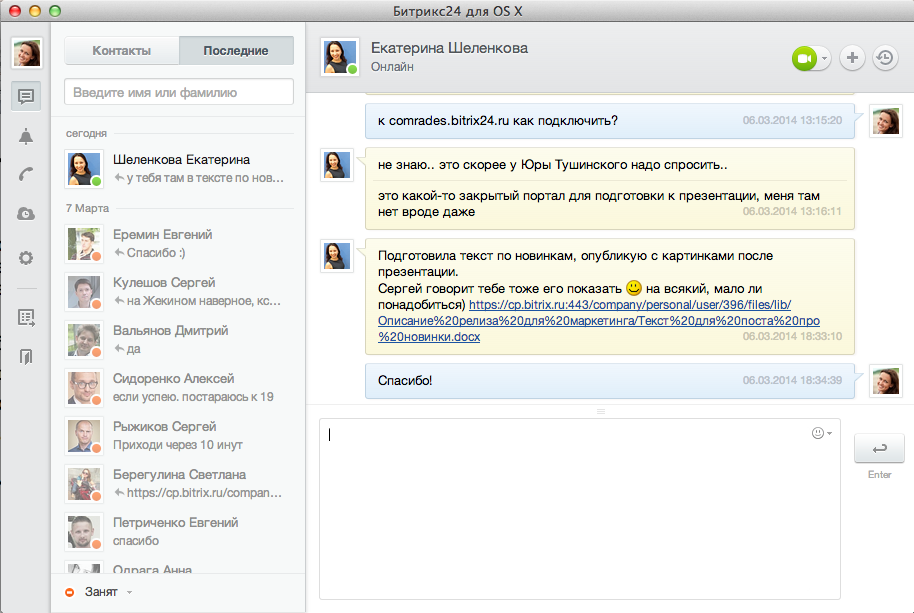 Битрикс24 для OS X
Контакты
Последние
Введите имя или фамилию
сегодня
Шеленкова Екатерина
у тебя там в тексте по нов...
7 Марта
Еремин Евгений
Спасибо :)
Кулешов Сергей
на Жекином наверное, кс...
Вальянов Дмитрий
да
Сидоренко Алексей
если успею. постараюсь к 19
Рыжиков Сергей
Приходи через 10 инут
Берегулина Светлана
https://cp.bitrix.ru/compan...
Петриченко Евгений
спасибо
Одрага Анна
Занят
Екатерина Шеленкова
Онлайн
к comrades.bitrix24.ru как подключить?
06.03.2014 13:15:20
не знаю.. это скорее у Юры Тушинского надо спросить..
это какой-то закрытый портал для подготовки к презентации, меня там
нет вроде даже
06.03.2014 13:16:11
Подготовила текст по новинкам, опубликую с картинками после
презентации.
Сергей говорит тебе тоже его показать на всякий, мало ли
понадобиться) https://cp.bitrix.ru:443/company/personal/user/396/files/lib/
Описание%20релиза%20для%20маркетинга/Текст%20для%20поста%20про
%20новинки.docx
06.03.2014 18:33:10
Спасибо!
06.03.2014 18:34:39
Enter